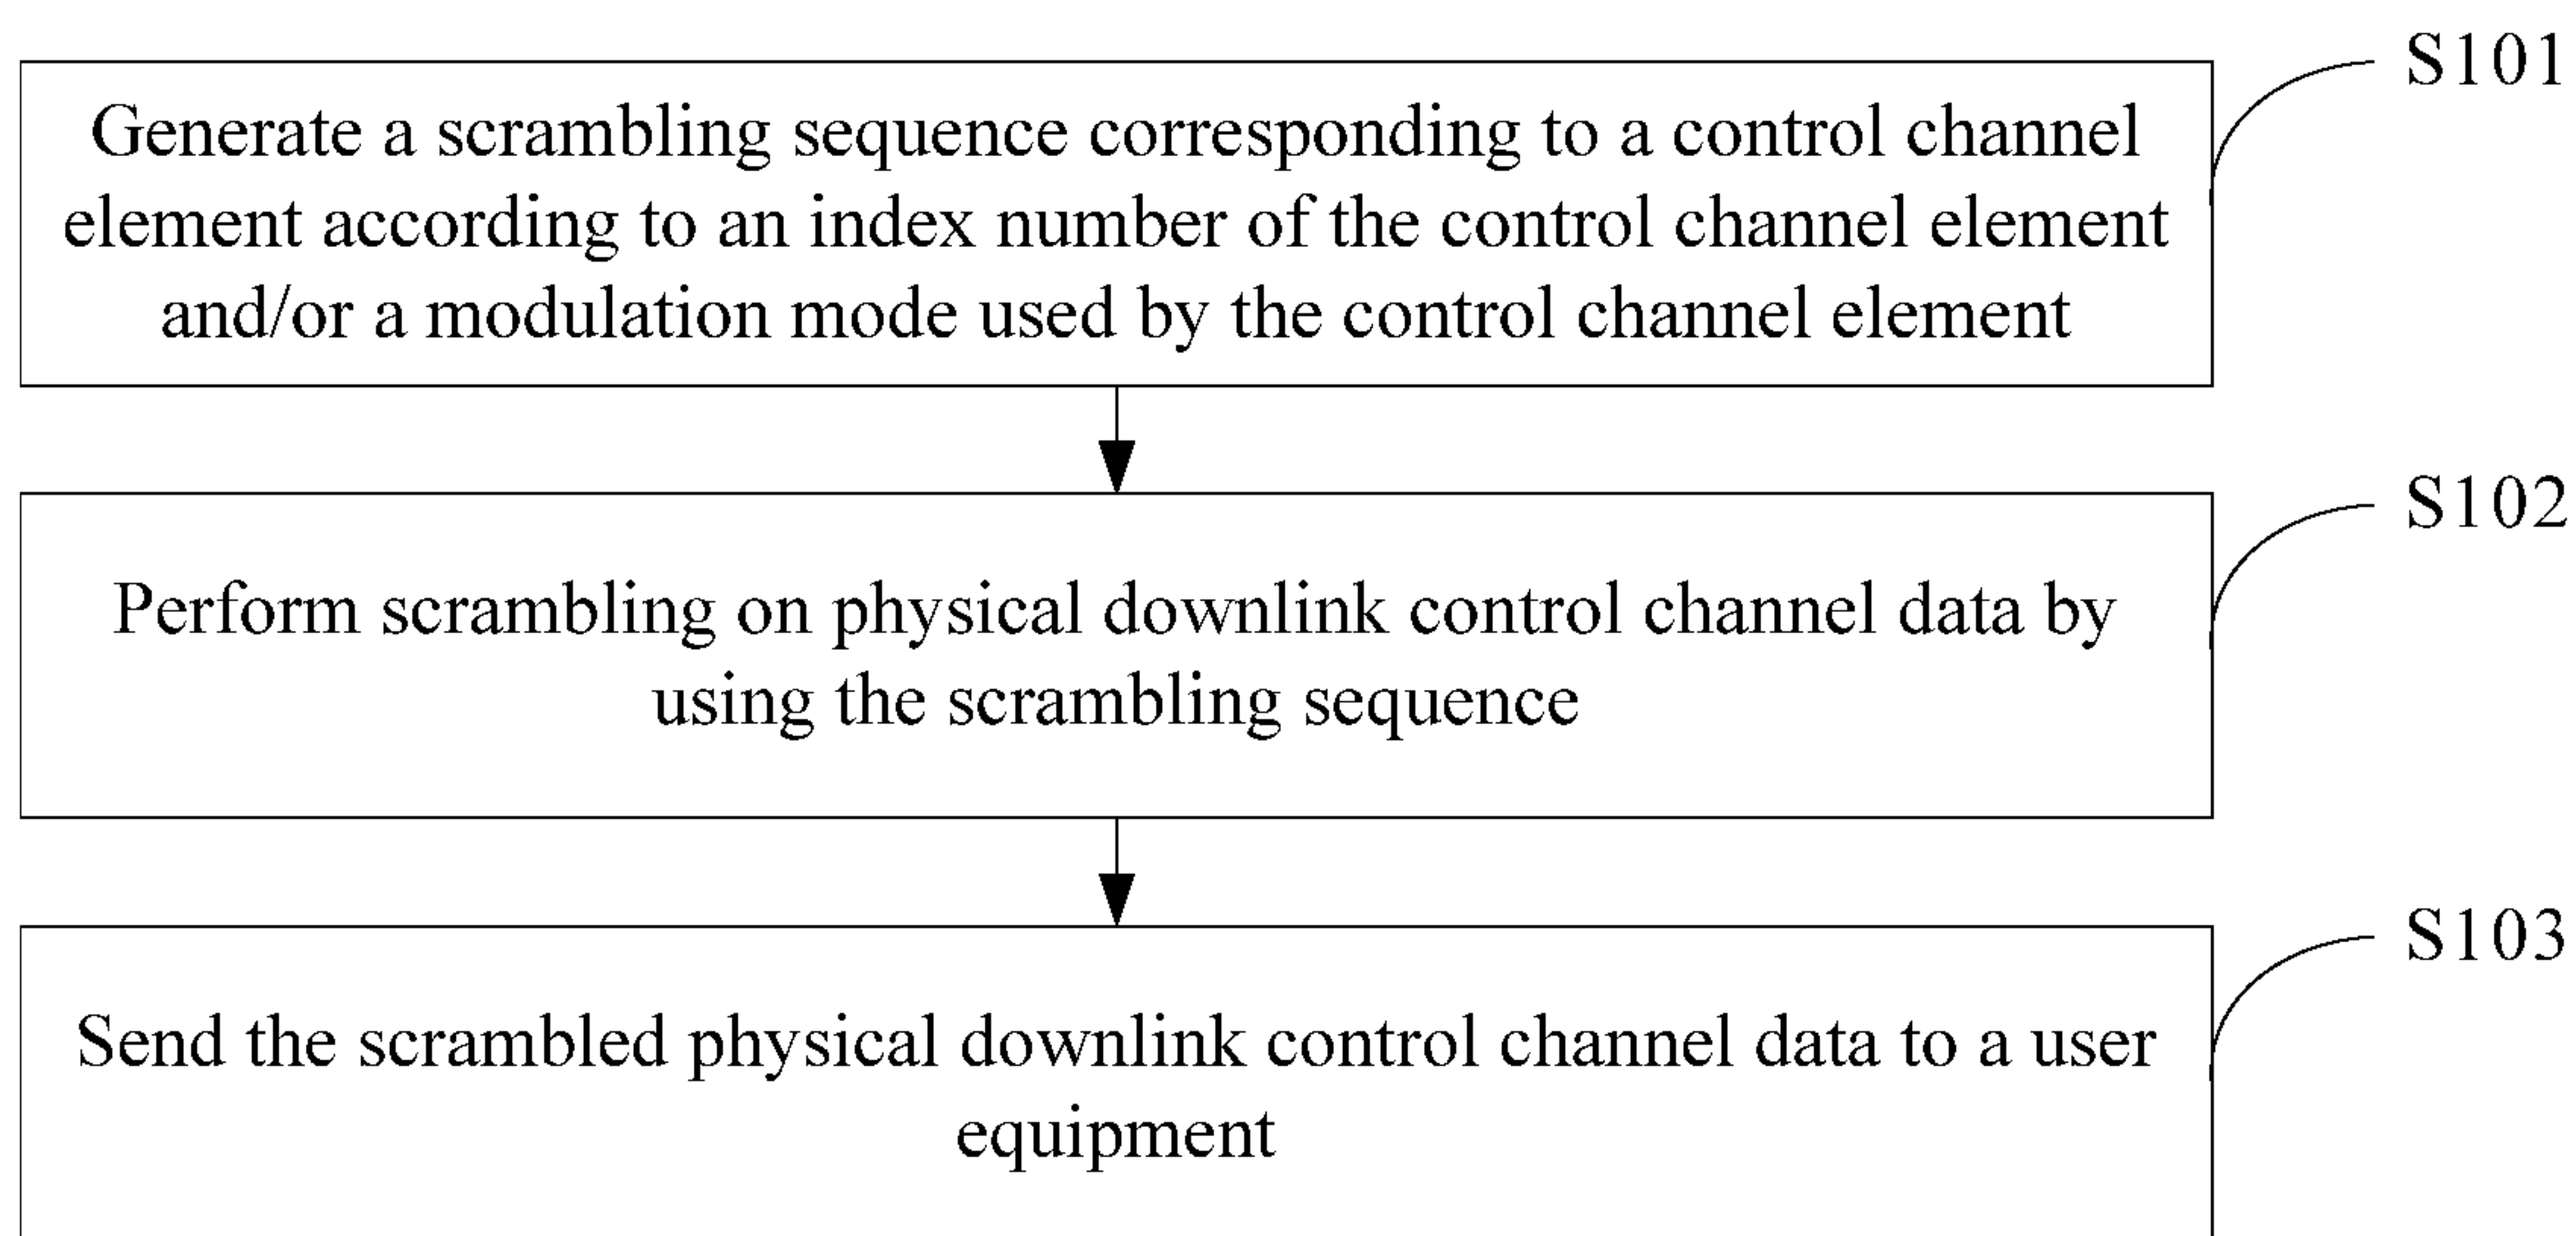 S101
Generate a scrambling sequence corresponding to a control channel
element according to an index number of the control channel element
and/or a modulation mode used by the control channel element
S102
Perform scrambling on physical downlink control channel data by
using the scrambling sequence
S103
Send the scrambled physical downlink control channel data to a user
equipment